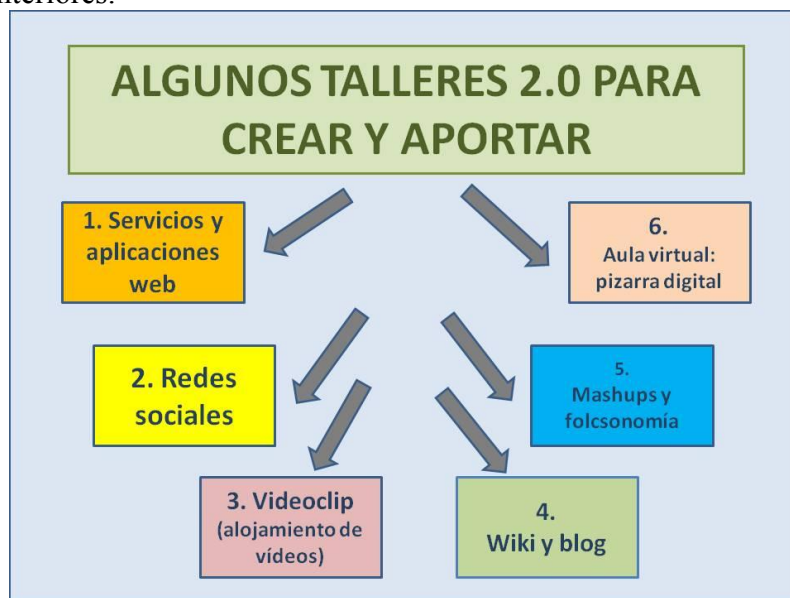 ALGUNOS TALLERES 2.0 PARA
CREAR Y APORTAR
1. Servicios y
aplicaciones
web
6.
Aula virtual:
pizarra digital
2. Redes
sociales
5.
Mashups y
folcsonomía
3. Videoclip
(alojamiento de
vídeos)
4.
Wiki y blog